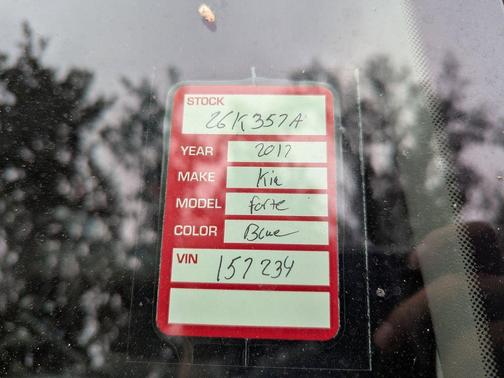 STOCK
26K357A
YEAR 2017
MAKE Kia
MODEL Forte
COLOR Blue
VIN 157234